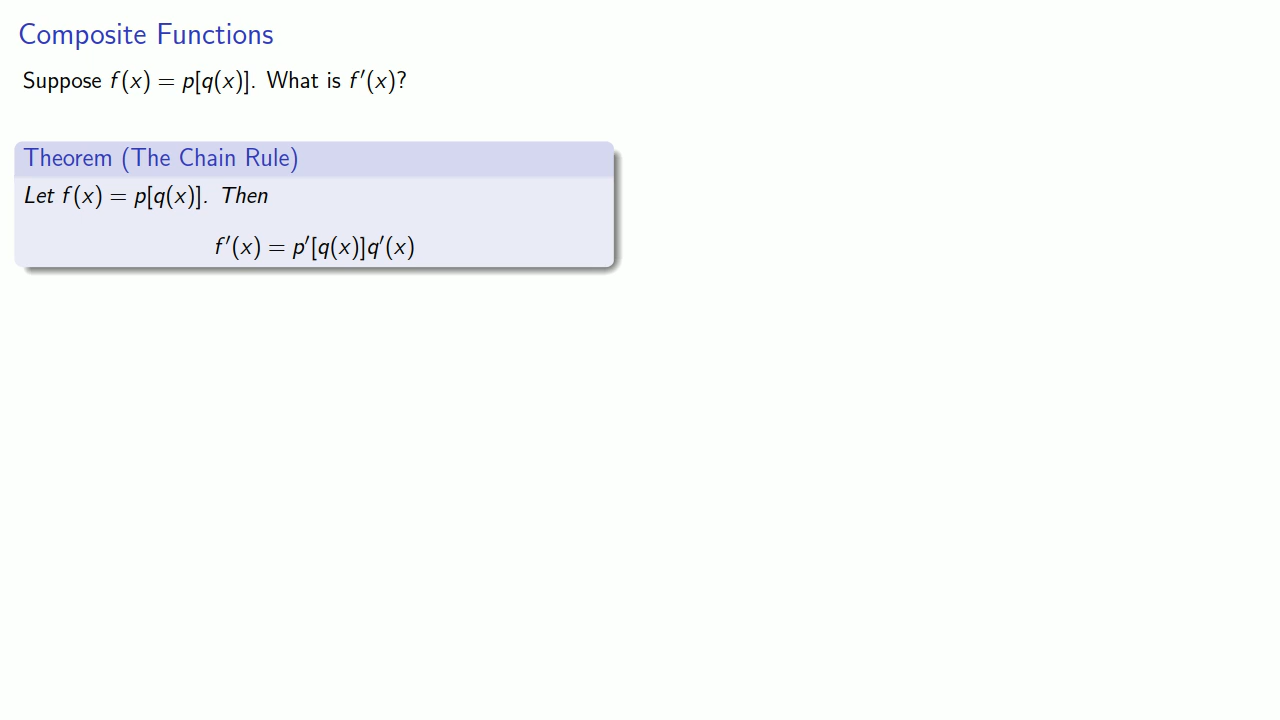 Composite Functions
Suppose f(x) = p[q(x)]. What is f′(x)?
Theorem (The Chain Rule)
Let f(x) = p[q(x)]. Then
f′(x) = p′[q(x)]q′(x)